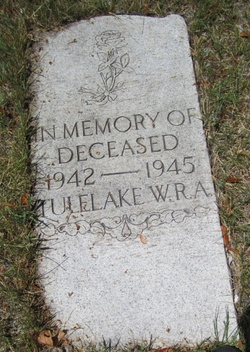 IN MEMORY OF
DECEASED
1942 — 1945
TULELAKE W.R.A.